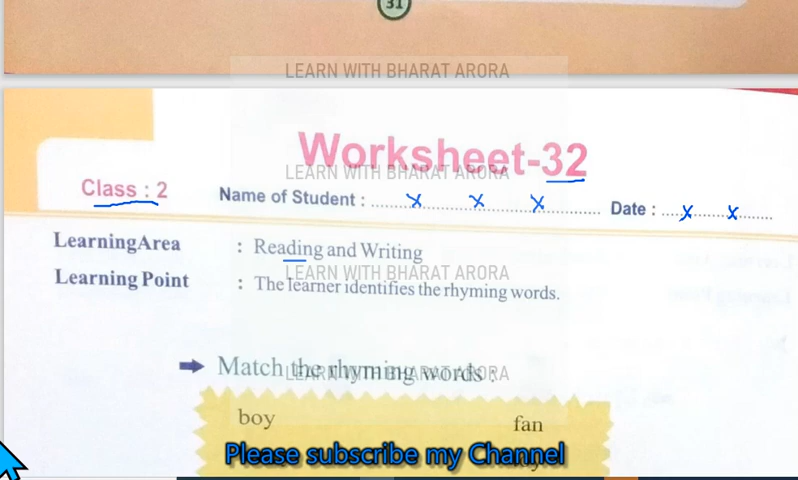 31
LEARN WITH BHARAT ARORA
Worksheet-32
LEARN WITH BHARAT ARORA
Class : 2
Name of Student : x x x Date : x x
LearningArea : Reading and Writing
LEARN WITH BHARAT ARORA
Learning Point : The learner identifies the rhyming words.
Match the rhyming words :
LEARN WITH BHARAT ARORA
boy fan
Please subscribe my Channel